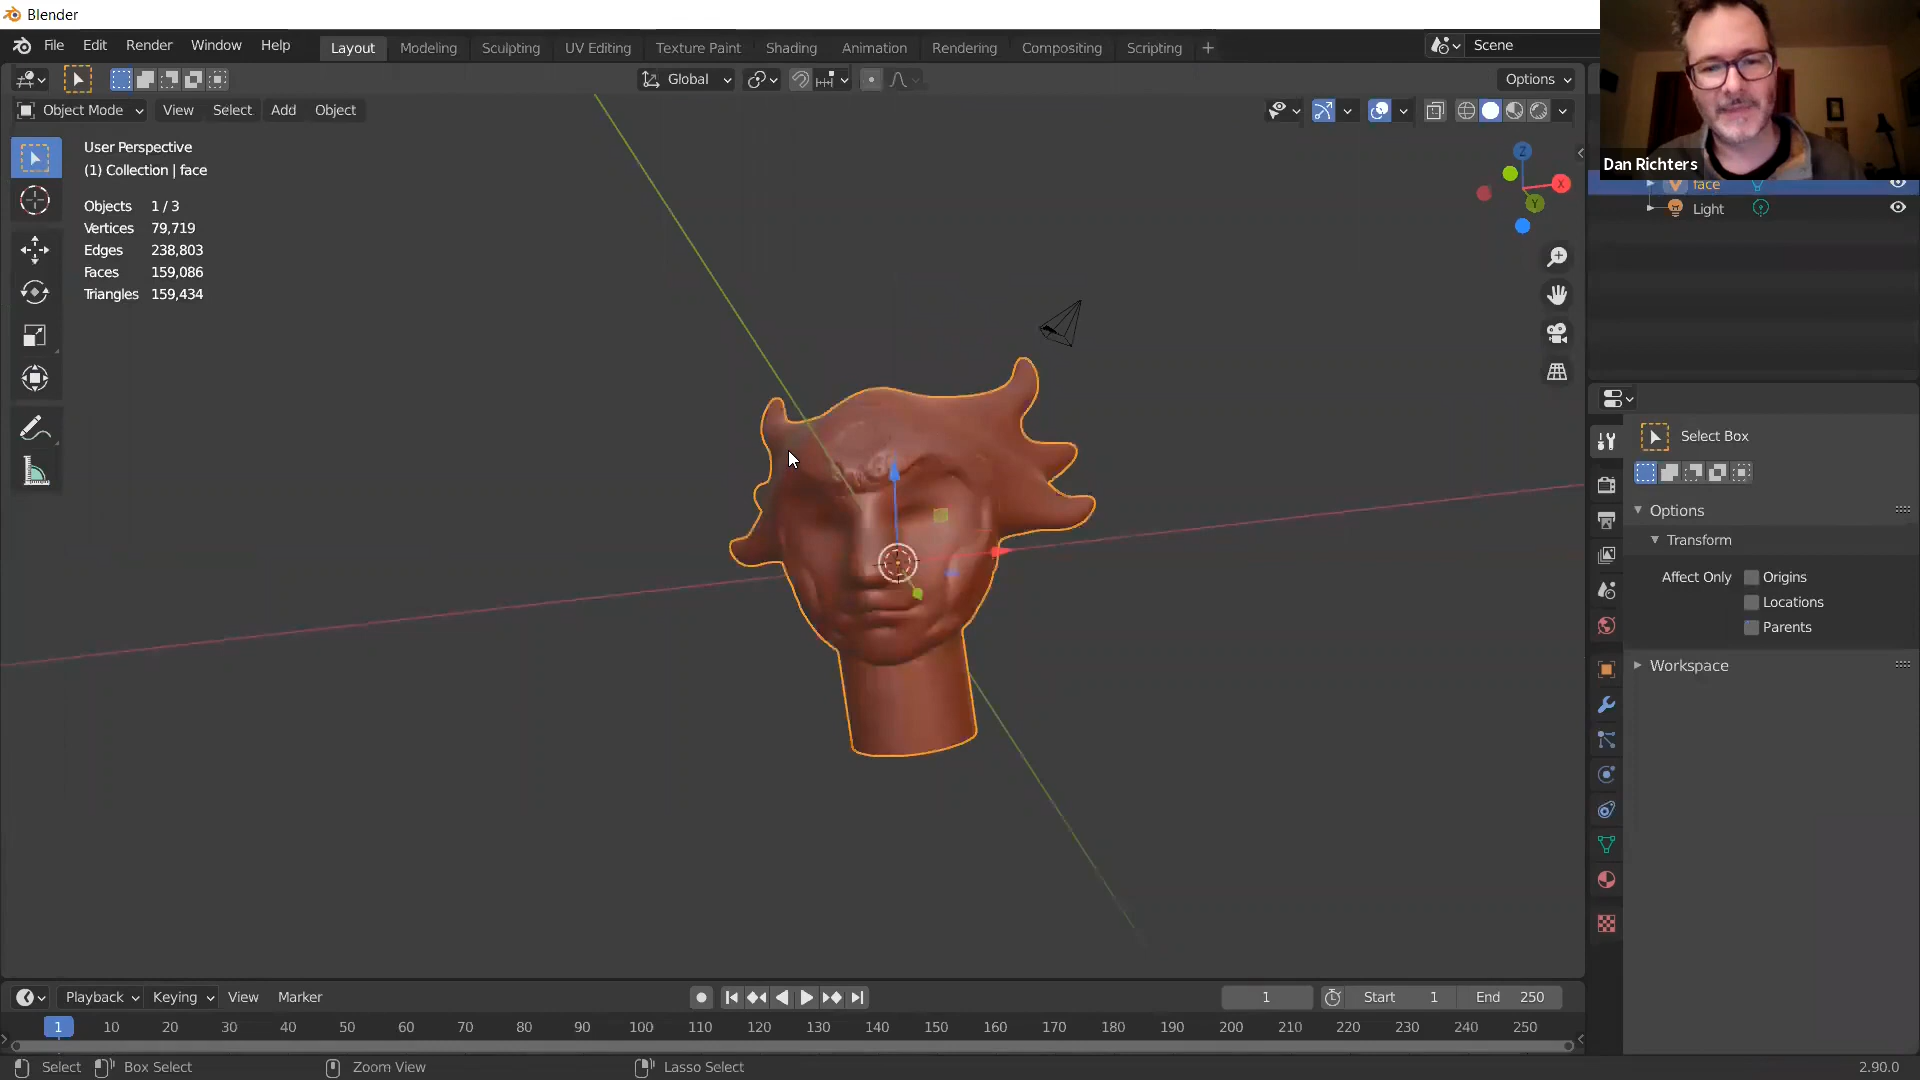 Blender
File Edit Render Window Help
Layout Modeling Sculpting UV Editing Texture Paint Shading Animation Rendering Compositing Scripting +
Scene
Global
Options
Object Mode View Select Add Object
User Perspective
(1) Collection | face
Objects 1 / 3
Vertices 79,719
Edges 238,803
Faces 159,086
Triangles 159,434
Z
X
Y
Dan Richters
face
Light
Select Box
Options
Transform
Affect Only Origins
Locations
Parents
Workspace
Playback Keying View Marker
1 Start 1 End 250
1 10 20 30 40 50 60 70 80 90 100 110 120 130 140 150 160 170 180 190 200 210 220 230 240 250
Select Box Select Zoom View Lasso Select 2.90.0